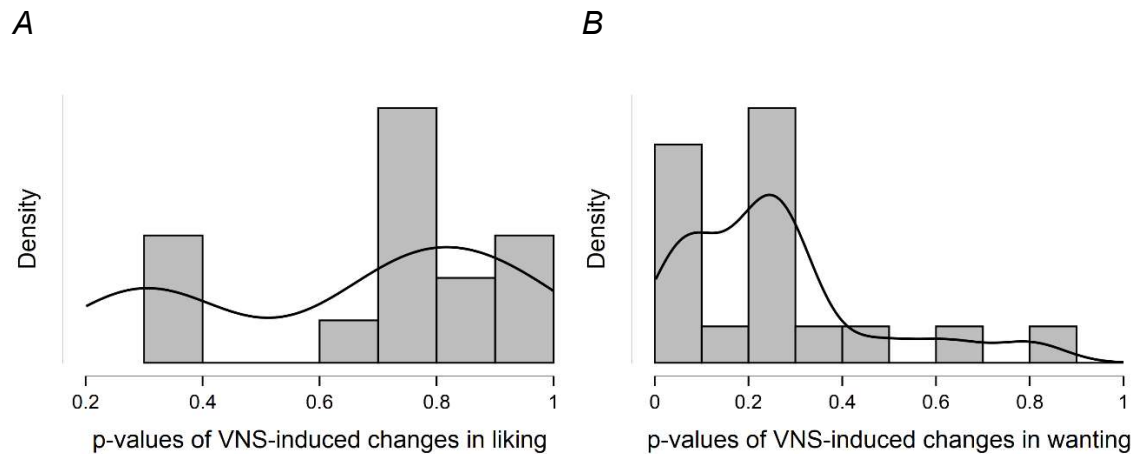 A
B
Density
0.2 0.4 0.6 0.8 1
p-values of VNS-induced changes in liking
Density
0 0.2 0.4 0.6 0.8 1
p-values of VNS-induced changes in wanting